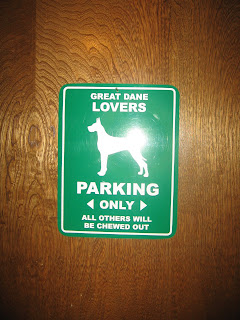 GREAT DANE
LOVERS
PARKING
ONLY
ALL OTHERS WILL
BE CHEWED OUT